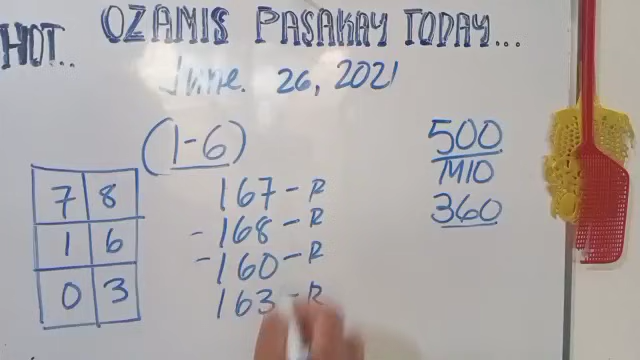 HOT.. OZAMIS PASAKAY TODAY...
June. 26, 2021
(1-6)
7 8
1 6
0 3
167 - R
- 168 - R
- 160 - R
163 - R
500
M10
360